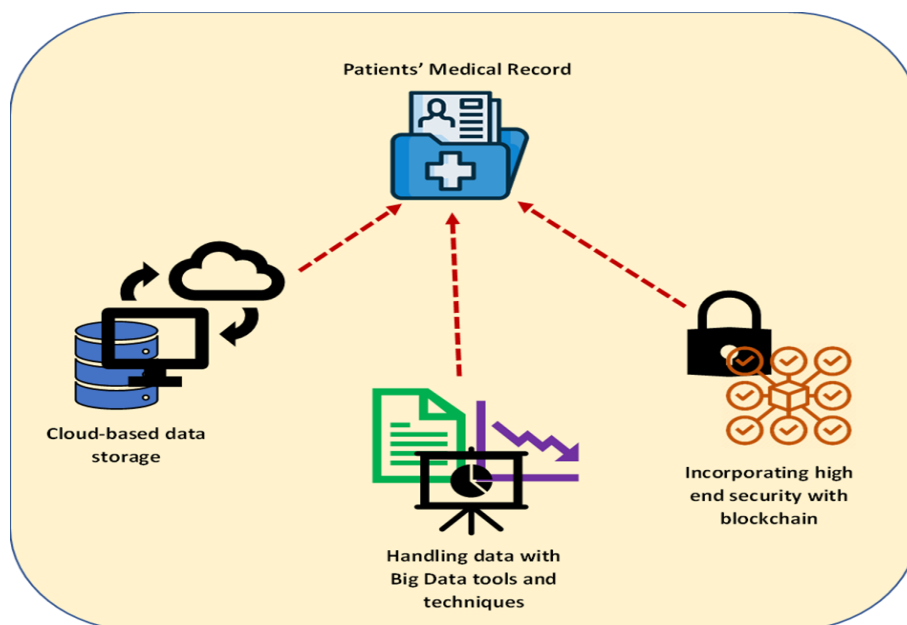 Patients’ Medical Record
Cloud-based data
storage
Handling data with
Big Data tools and
techniques
Incorporating high
end security with
blockchain